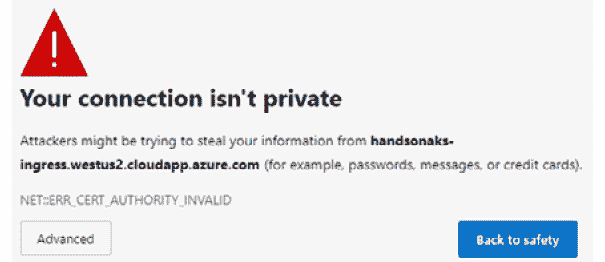 Your connection isn't private
Attackers might be trying to steal your information from handsonaks-
ingress.westus2.cloudapp.azure.com (for example, passwords, messages, or credit cards).
NET::ERR_CERT_AUTHORITY_INVALID
Advanced
Back to safety